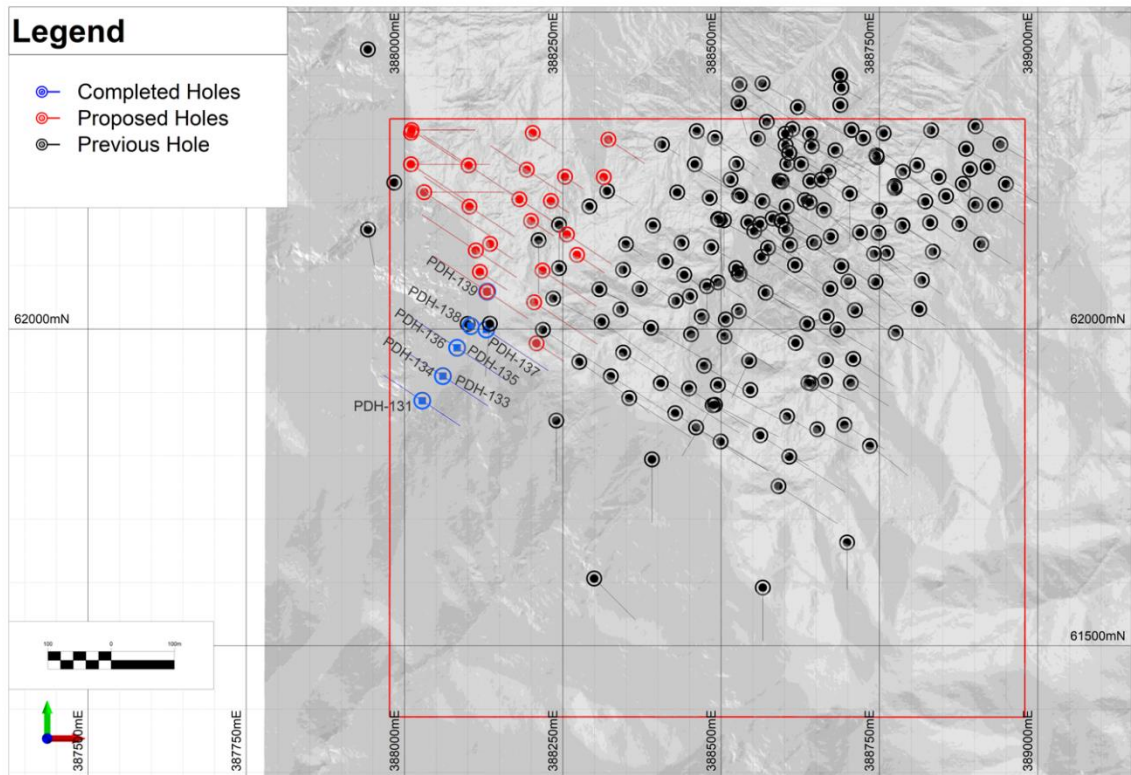 Legend
Completed Holes
Proposed Holes
Previous Hole
388000mE
388250mE
388500mE
388750mE
389000mE
PDH-139
PDH-138
62000mN
62000mN
PDH-136
PDH-137
PDH-135
PDH-134
PDH-133
PDH-131
61500mN
61500mN
100
0
100m
387500mE
387750mE
388000mE
388250mE
388500mE
388750mE
389000mE